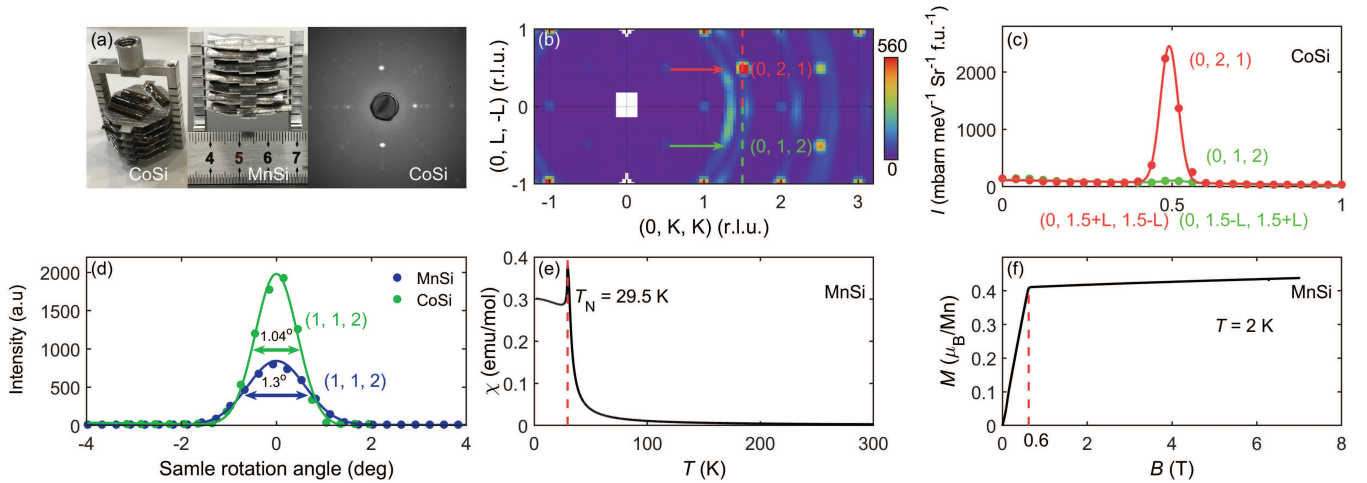 (a)
CoSi
4 5 6 7
MnSi
CoSi
(b)
(0, L, -L) (r.l.u.)
1
0
-1
(0, 2, 1)
(0, 1, 2)
-1 0 1 2 3
(0, K, K) (r.l.u.)
560
0
(c)
CoSi
I (mbarn meV⁻¹ Sr⁻¹ f.u.⁻¹)
2000
1000
0
(0, 2, 1)
(0, 1, 2)
0 0.5 1
(0, 1.5+L, 1.5-L) (0, 1.5-L, 1.5+L)
(d)
Intensity (a.u)
2000
1500
1000
500
0
MnSi
CoSi
(1, 1, 2)
1.04°
(1, 1, 2)
1.3°
-4 -2 0 2 4
Samle rotation angle (deg)
(e)
MnSi
χ (emu/mol)
0.4
0.3
0.2
0.1
0
T_N = 29.5 K
0 100 200 300
T (K)
(f)
MnSi
M (μ_B/Mn)
0.4
0.3
0.2
0.1
0
T = 2 K
0 0.6 2 4 6 8
B (T)